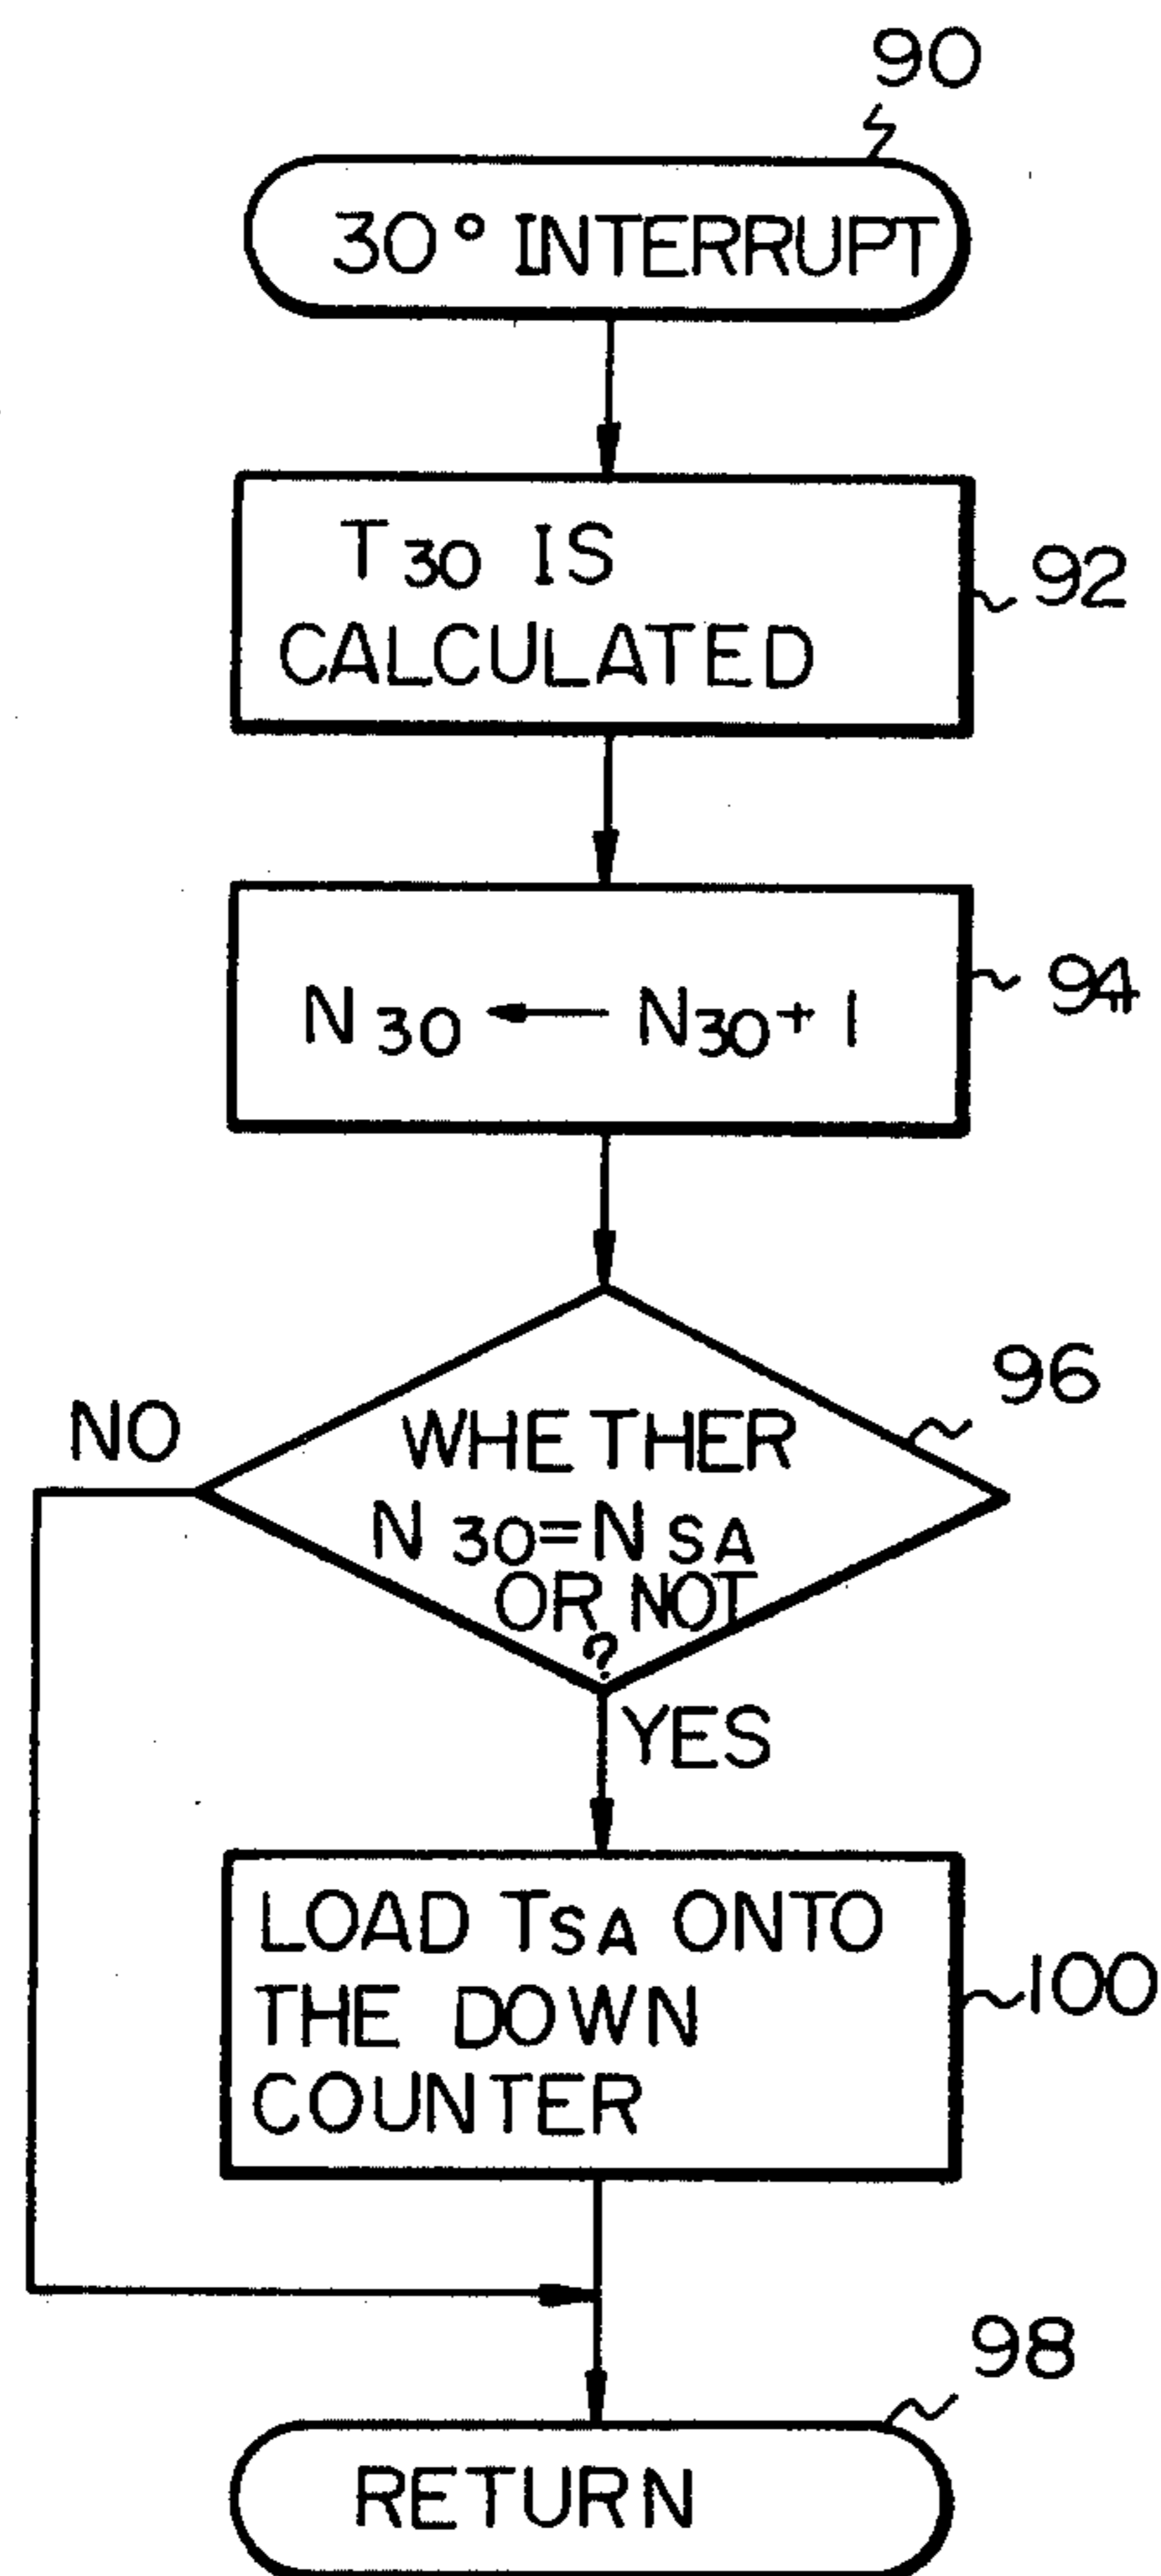 90
30° INTERRUPT
T30 IS
CALCULATED
92
N30 ← N30+1
94
96
NO
WHETHER
N30=NSA
OR NOT
?
YES
LOAD TSA ONTO
THE DOWN
COUNTER
100
98
RETURN